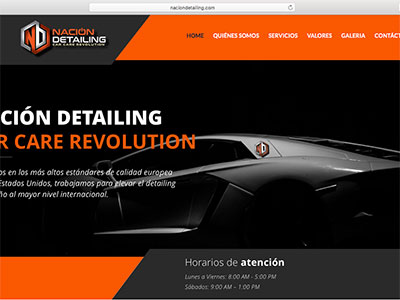 naciondetailing.com
NACIÓN
DETAILING
CAR CARE REVOLUTION
HOME QUIÉNES SOMOS SERVICIOS VALORES GALERIA CONTÁCT
CIÓN DETAILING
R CARE REVOLUTION
os en los más altos estándares de calidad europea
Estados Unidos, trabajamos para elevar el detailing
ño al mayor nivel internacional.
Horarios de atención
Lunes a Viernes: 8:00 AM - 5:00 PM
Sábados: 9:00 AM – 1:00 PM